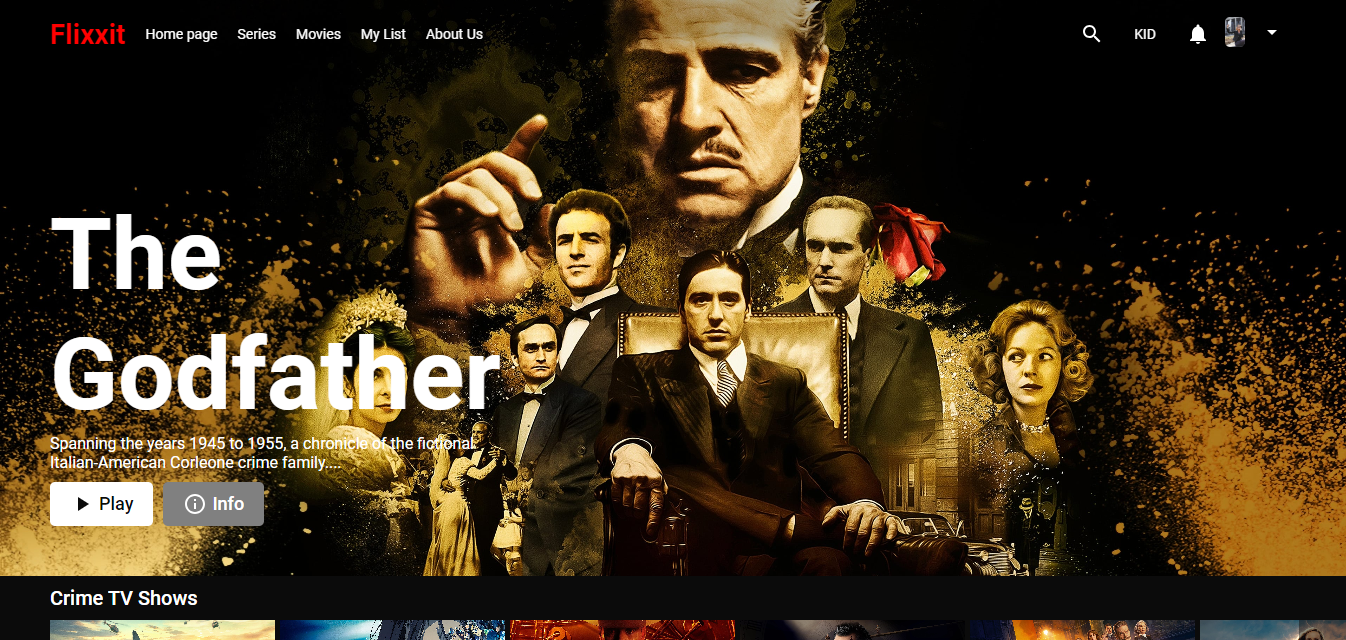 Flixxit Home page Series Movies My List About Us KID
The
Godfather
Spanning the years 1945 to 1955, a chronicle of the fictional
Italian-American Corleone crime family....
Play Info
Crime TV Shows